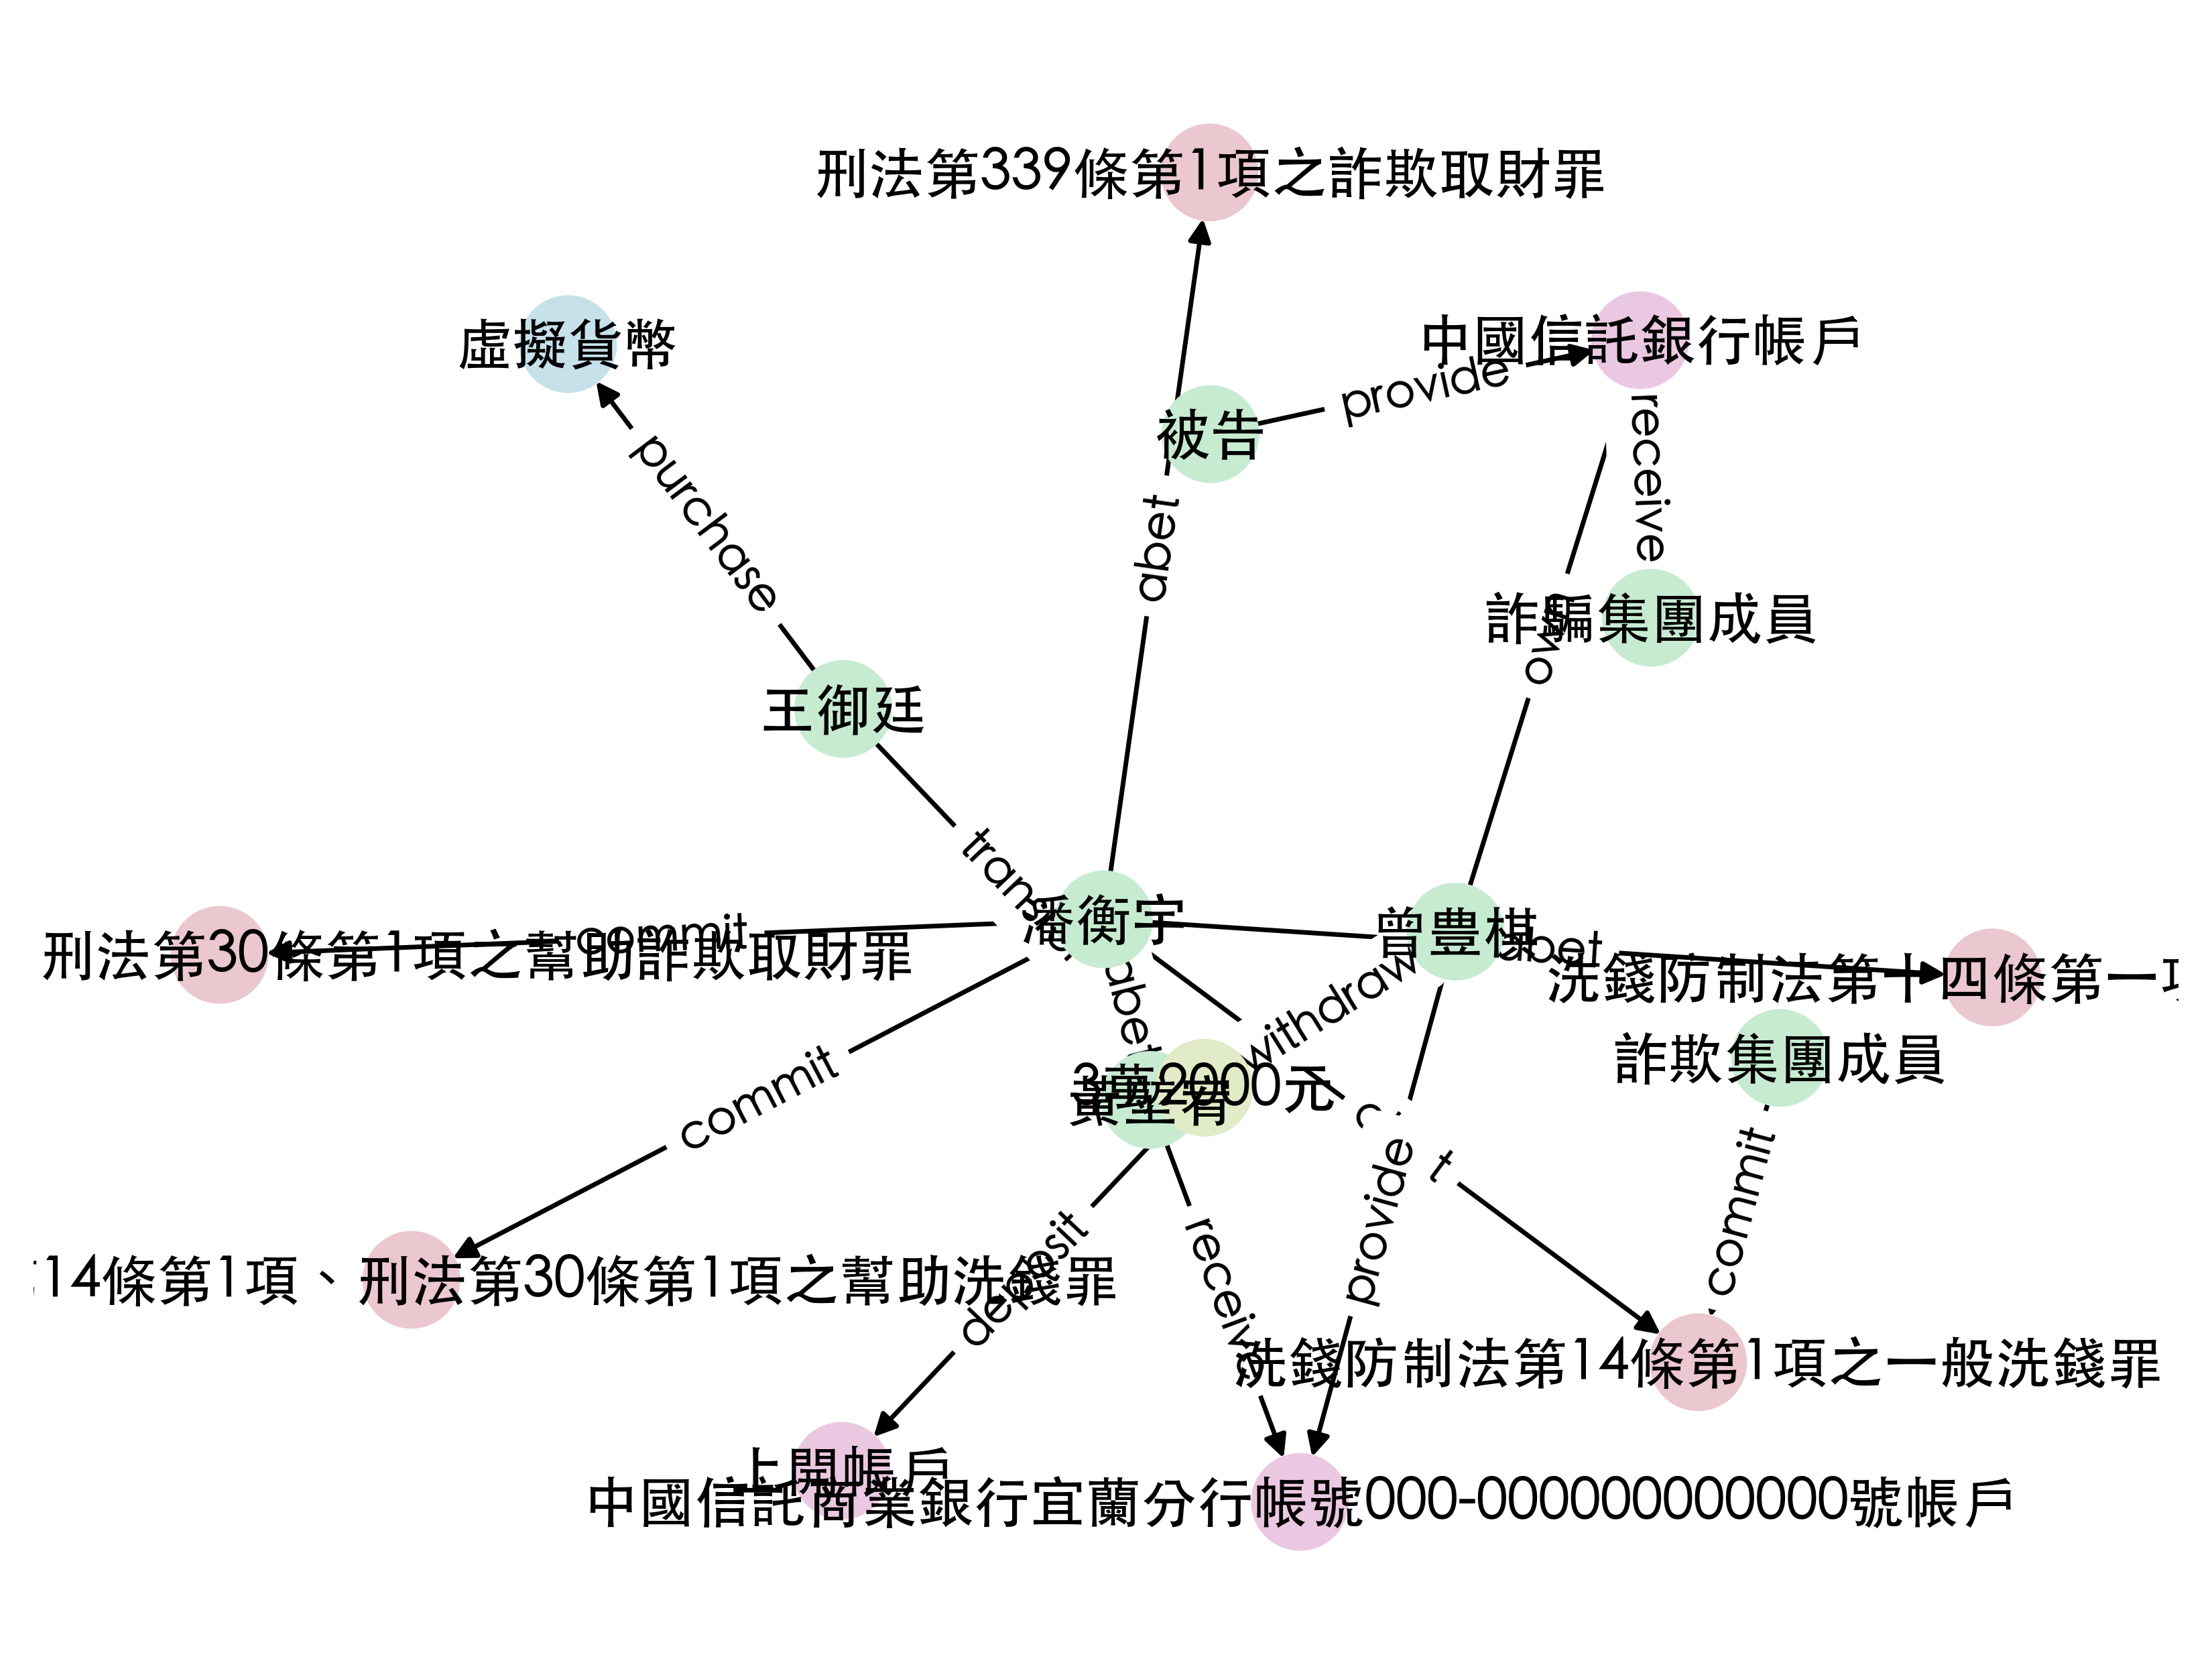 刑法第339條第1項之詐欺取財罪
虛擬貨幣
中國信託銀行帳戶
provide
receive
被告
purchase
abet
詐騙集團成員
own
王御廷
潘衡宇
曾豐棋
commit
刑法第30條第1項之幫助詐欺取財罪
abet
洗錢防制法第十四條第一
withdraw
abet
詐欺集團成員
3萬2000元
commit
provide
commit
14條第1項、刑法第30條第1項之幫助洗錢罪
deposit
receive
洗錢防制法第14條第1項之一般洗錢罪
上開帳戶
中國信託商業銀行宜蘭分行帳號000-000000000000號帳戶